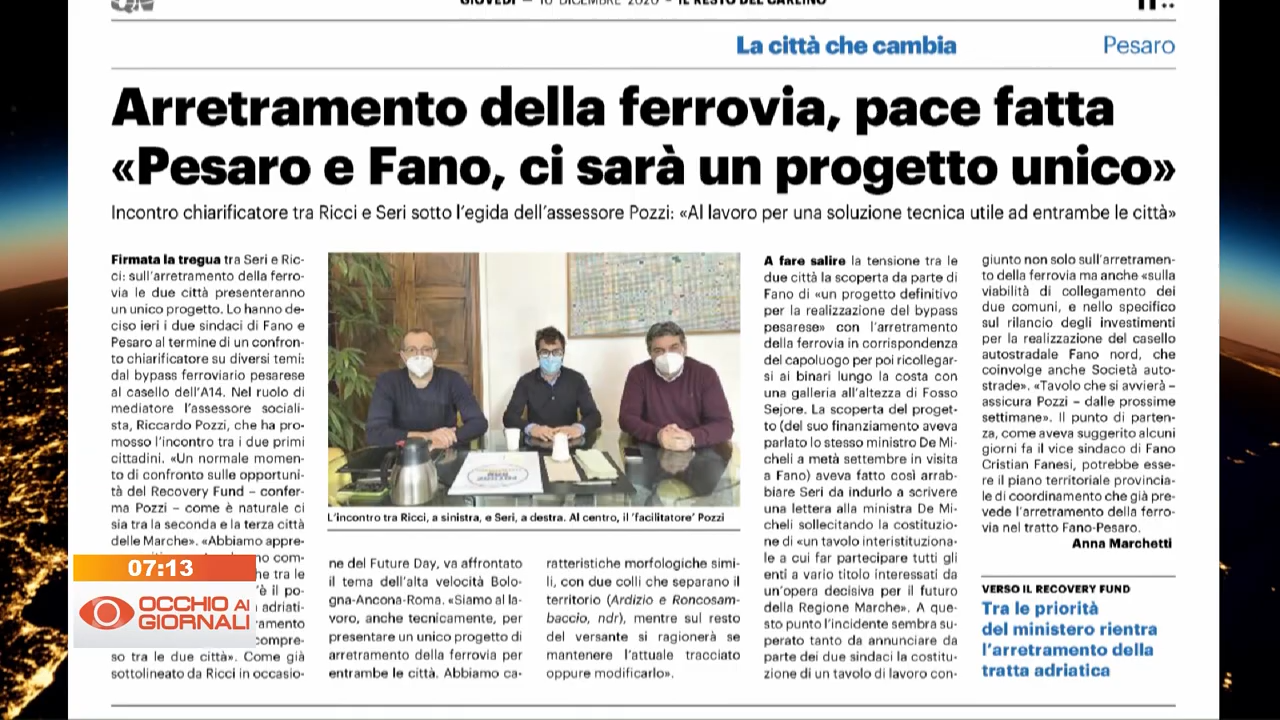 GIOVEDÌ — 10 DICEMBRE 2020 – IL RESTO DEL CARLINO
La città che cambia
Pesaro
Arretramento della ferrovia, pace fatta
«Pesaro e Fano, ci sarà un progetto unico»
Incontro chiarificatore tra Ricci e Seri sotto l'egida dell'assessore Pozzi: «Al lavoro per una soluzione tecnica utile ad entrambe le città»
Firmata la tregua tra Seri e Ric-
ci: sull'arretramento della ferro-
via le due città presenteranno
un unico progetto. Lo hanno de-
ciso ieri i due sindaci di Fano e
Pesaro al termine di un confron-
to chiarificatore su diversi temi:
dal bypass ferroviario pesarese
al casello dell'A14. Nel ruolo di
mediatore l'assessore sociali-
sta, Riccardo Pozzi, che ha pro-
mosso l'incontro tra i due primi
cittadini. «Un normale momen-
to di confronto sulle opportuni-
tà del Recovery Fund – confer-
ma Pozzi – come è naturale ci
sia tra la seconda e la terza città
delle Marche». «Abbiamo appre-
no com-
he tra le
'è il po-
adriati-
ramento
compre-
so tra le due città». Come già
sottolineato da Ricci in occasio-
07:13
OCCHIO AI
GIORNALI
L'incontro tra Ricci, a sinistra, e Seri, a destra. Al centro, il 'facilitatore' Pozzi
ne del Future Day, va affrontato
il tema dell'alta velocità Bolo-
gna-Ancona-Roma. «Siamo al la-
voro, anche tecnicamente, per
presentare un unico progetto di
arretramento della ferrovia per
entrambe le città. Abbiamo ca-
ratteristiche morfologiche simi-
li, con due colli che separano il
territorio (Ardizio e Roncosam-
baccio, ndr), mentre sul resto
del versante si ragionerà se
mantenere l'attuale tracciato
oppure modificarlo».
A fare salire la tensione tra le
due città la scoperta da parte di
Fano di «un progetto definitivo
per la realizzazione del bypass
pesarese» con l'arretramento
della ferrovia in corrispondenza
del capoluogo per poi ricollegar-
si ai binari lungo la costa con
una galleria all'altezza di Fosso
Sejore. La scoperta del proget-
to (del suo finanziamento aveva
parlato lo stesso ministro De Mi-
cheli a metà settembre in visita
a Fano) aveva fatto così arrab-
biare Seri da indurlo a scrivere
una lettera alla ministra De Mi-
cheli sollecitando la costituzio-
ne di «un tavolo interistituziona-
le a cui far partecipare tutti gli
enti a vario titolo interessati da
un'opera decisiva per il futuro
della Regione Marche». A que-
sto punto l'incidente sembra su-
perato tanto da annunciare da
parte dei due sindaci la costitu-
zione di un tavolo di lavoro con-
giunto non solo sull'arretramen-
to della ferrovia ma anche «sulla
viabilità di collegamento dei
due comuni, e nello specifico
sul rilancio degli investimenti
per la realizzazione del casello
autostradale Fano nord, che
coinvolge anche Società auto-
strade». «Tavolo che si avvierà –
assicura Pozzi – dalle prossime
settimane». Il punto di parten-
za, come aveva suggerito alcuni
giorni fa il vice sindaco di Fano
Cristian Fanesi, potrebbe esse-
re il piano territoriale provincia-
le di coordinamento che già pre-
vede l'arretramento della ferro-
via nel tratto Fano-Pesaro.
Anna Marchetti
VERSO IL RECOVERY FUND
Tra le priorità
del ministero rientra
l'arretramento della
tratta adriatica